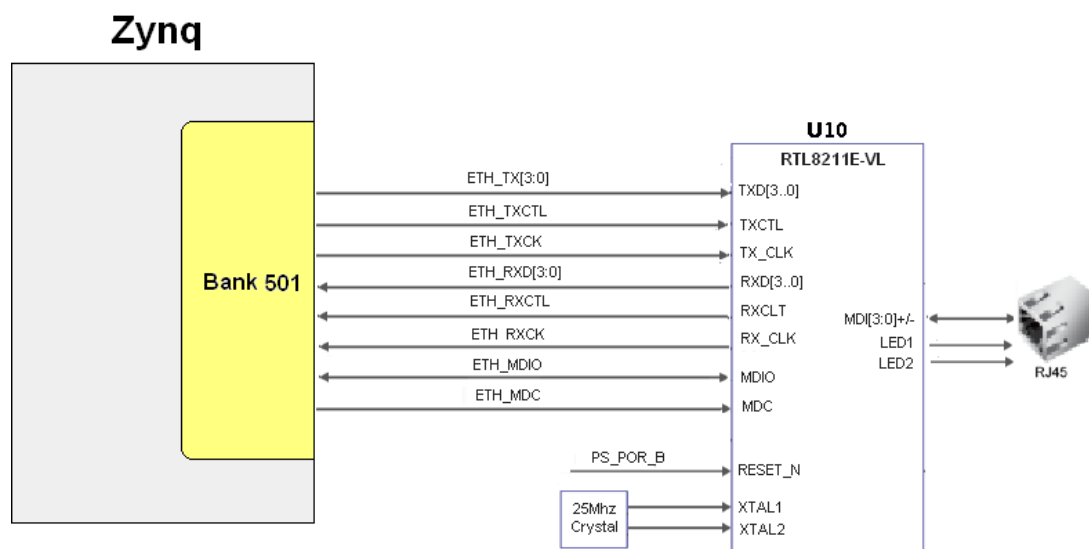 Zynq
U10
RTL8211E-VL
ETH_TX[3:0]
TXD[3..0]
ETH_TXCTL
TXCTL
ETH_TXCK
TX_CLK
ETH_RXD[3:0]
RXD[3..0]
Bank 501
ETH_RXCTL
RXCLT
MDI[3:0]+/-
ETH RXCK
RX_CLK
LED1
ETH_MDIO
LED2
MDIO
RJ45
ETH_MDC
MDC
PS_POR_B
RESET_N
25Mhz
Crystal
XTAL1
XTAL2